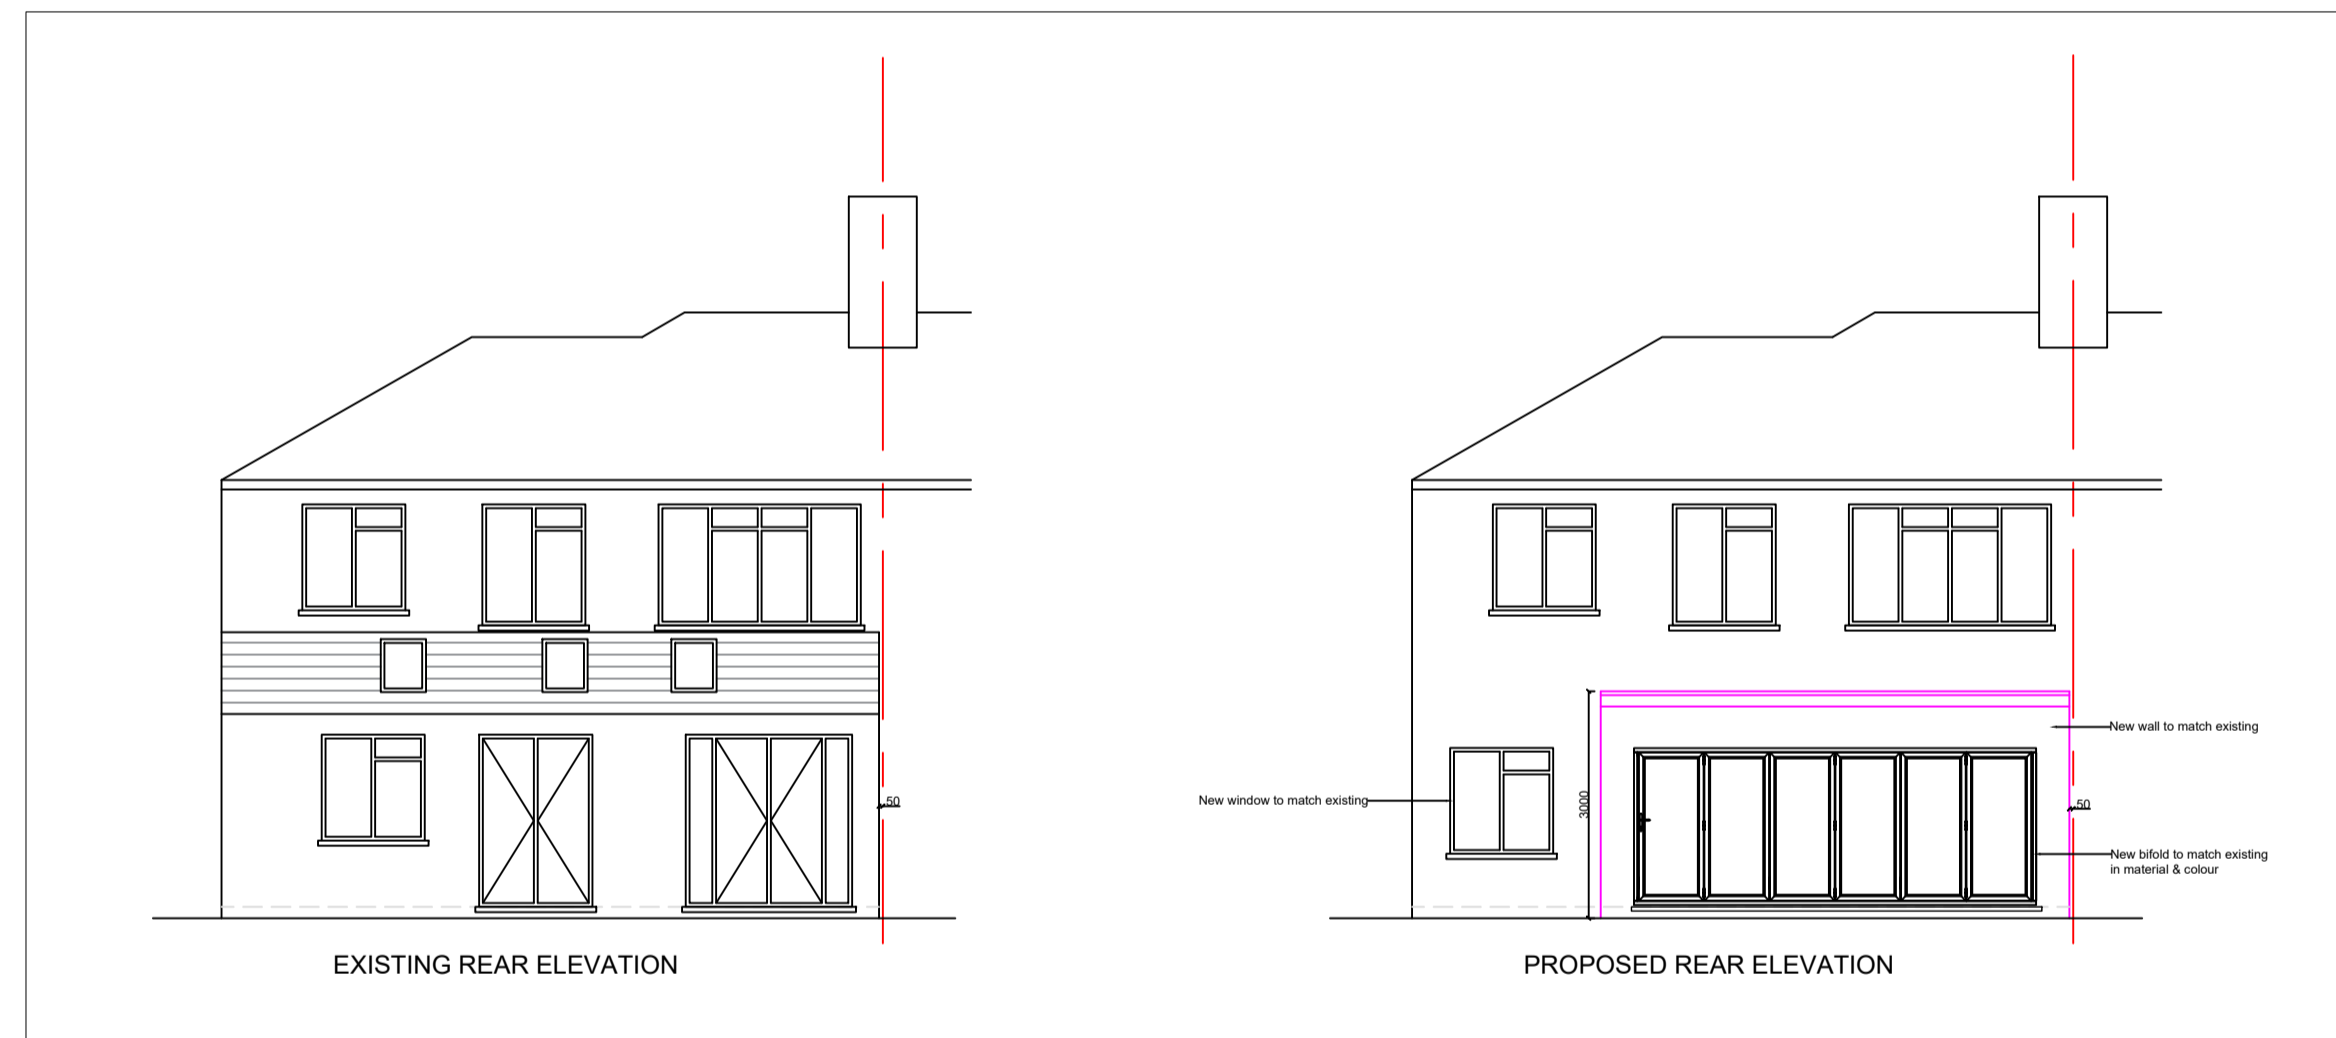 50
EXISTING REAR ELEVATION
New wall to match existing
New window to match existing
3000
50
New bifold to match existing
in material & colour
PROPOSED REAR ELEVATION